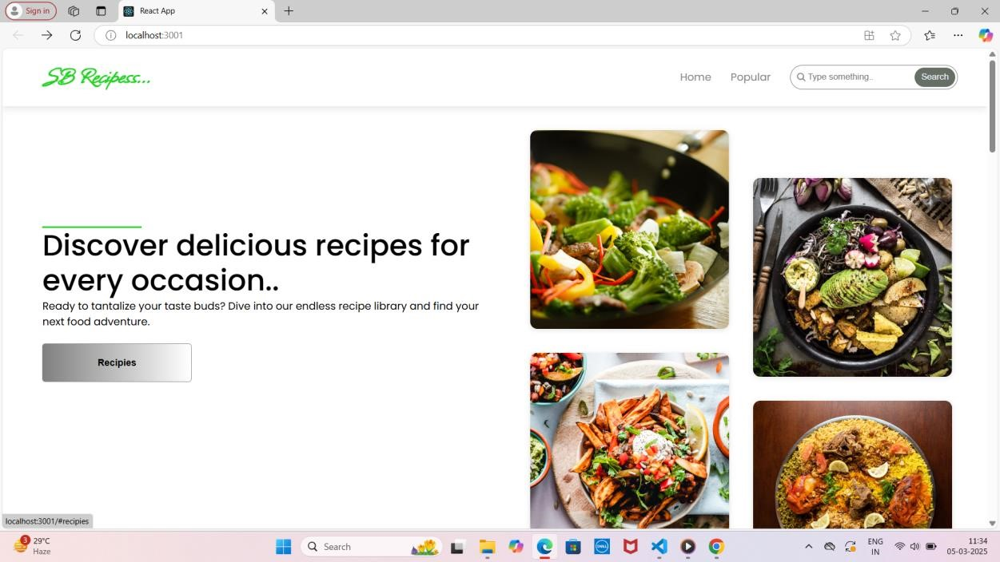 Sign in
React App
localhost:3001
SB Recipess...
Home
Popular
Type something..
Search
Discover delicious recipes for
every occasion..
Ready to tantalize your taste buds? Dive into our endless recipe library and find your
next food adventure.
Recipies
localhost:3001/#recipies
3
29°C
Haze
Search
DELL
ENG
IN
11:34
05-03-2025